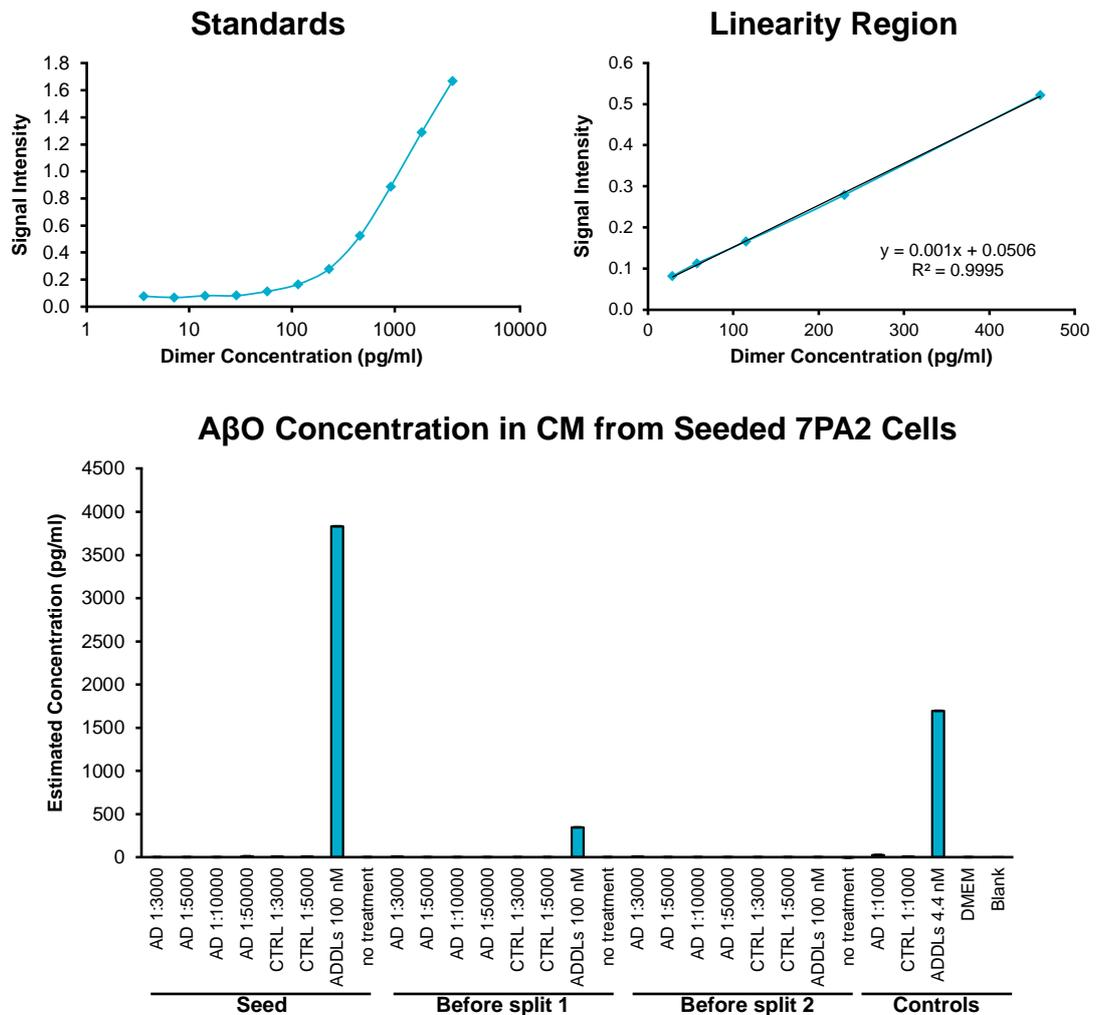 Standards
Signal Intensity
1.8
1.6
1.4
1.2
1.0
0.8
0.6
0.4
0.2
0.0
1 10 100 1000 10000
Dimer Concentration (pg/ml)
Linearity Region
Signal Intensity
0.6
0.5
0.4
0.3
0.2
0.1
0.0
y = 0.001x + 0.0506
R² = 0.9995
0 100 200 300 400 500
Dimer Concentration (pg/ml)
AβO Concentration in CM from Seeded 7PA2 Cells
Estimated Concentration (pg/ml)
4500
4000
3500
3000
2500
2000
1500
1000
500
0
AD 1:3000
AD 1:5000
AD 1:10000
AD 1:50000
CTRL 1:3000
CTRL 1:5000
ADDLs 100 nM
no treatment
AD 1:3000
AD 1:5000
AD 1:10000
AD 1:50000
CTRL 1:3000
CTRL 1:5000
ADDLs 100 nM
no treatment
AD 1:3000
AD 1:5000
AD 1:10000
AD 1:50000
CTRL 1:3000
CTRL 1:5000
ADDLs 100 nM
no treatment
AD 1:1000
CTRL 1:1000
ADDLs 4.4 nM
DMEM
Blank
Seed
Before split 1
Before split 2
Controls